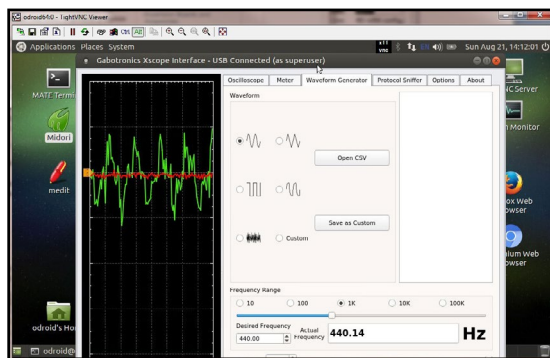 odroid64:0 - TightVNC Viewer
Applications Places System
Sun Aug 21, 14:12:01
Gabotronics Xscope Interface - USB Connected (as superuser)
MATE Termi
Midori
medit
odroid's Ho
odroid@
Oscilloscope Meter Waveform Generator Protocol Sniffer Options About
Waveform
Open CSV
Save as Custom
Custom
Frequency Range
10 100 1K 10K 100K
Desired Frequency
440.00
Actual Frequency
440.14
Hz
NC Server
Monitor
ox Web
owser
ium Web
owser